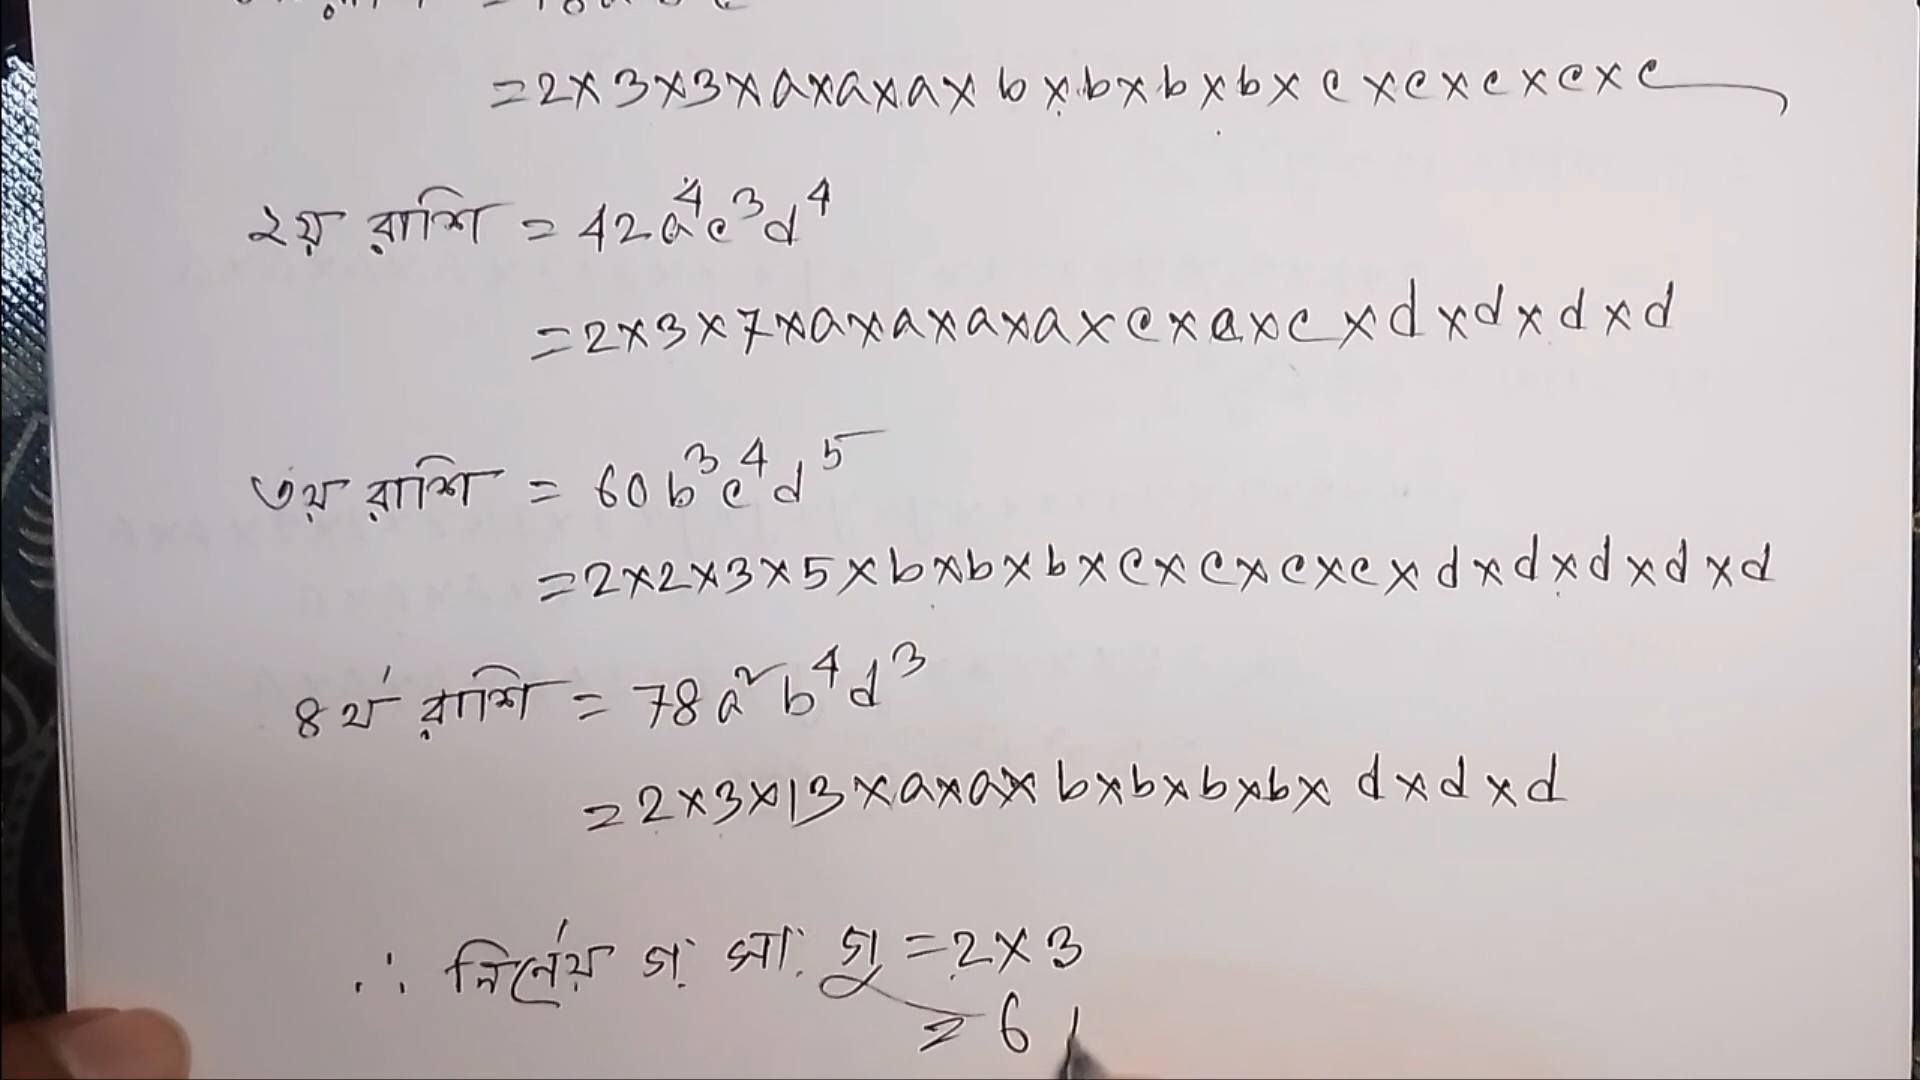 =2×3×3×a×a×a×b×b×b×b×c×c×c×c×c
২য় রাশি = 42a⁴c³d⁴
=2×3×7×a×a×a×a×c×c×c×d×d×d×d
৩য় রাশি = 60b³c⁴d⁵
=2×2×3×5×b×b×b×c×c×c×c×d×d×d×d×d
৪র্থ রাশি = 78a²b⁴d³
=2×3×13×a×a×b×b×b×b×d×d×d
∴ নির্ণেয় গ. সা. গু =2×3
= 6